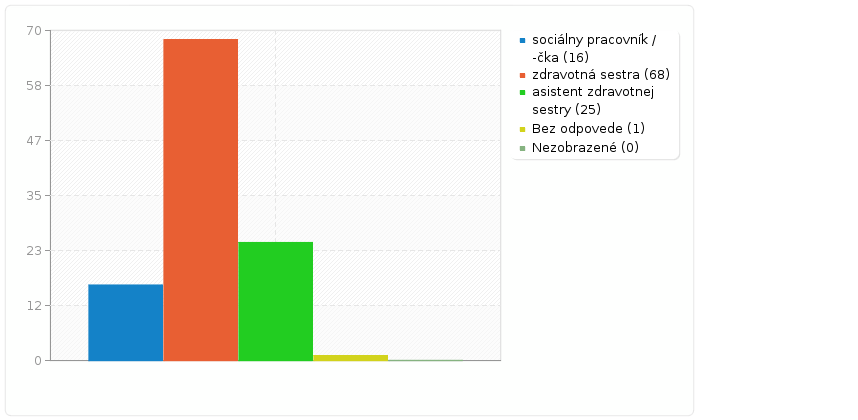 70
58
47
35
23
12
0
sociálny pracovník /
-čka (16)
zdravotná sestra (68)
asistent zdravotnej
sestry (25)
Bez odpovede (1)
Nezobrazené (0)